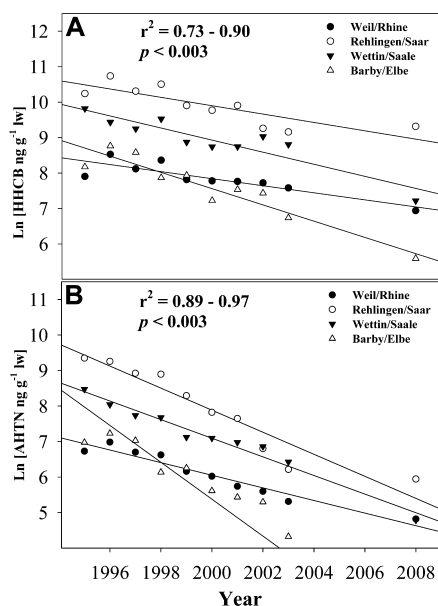 A
r² = 0.73 - 0.90
p < 0.003
Weil/Rhine
Rehlingen/Saar
Wettin/Saale
Barby/Elbe
Ln [HHCB ng g⁻¹ lw]
12
11
10
9
8
7
6
B
r² = 0.89 - 0.97
p < 0.003
Weil/Rhine
Rehlingen/Saar
Wettin/Saale
Barby/Elbe
Ln [AHTN ng g⁻¹ lw]
11
10
9
8
7
6
5
1996 1998 2000 2002 2004 2006 2008
Year